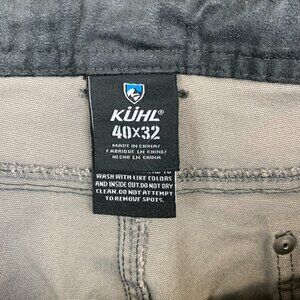 KÜHL®
40X32
MADE IN CHINA/
FABRIQUE EN CHINE/
HECHO EN CHINA
WASH WITH LIKE COLORS
AND INSIDE OUT. DO NOT DRY
CLEAN. DO NOT ATTEMPT
TO REMOVE SPOTS.